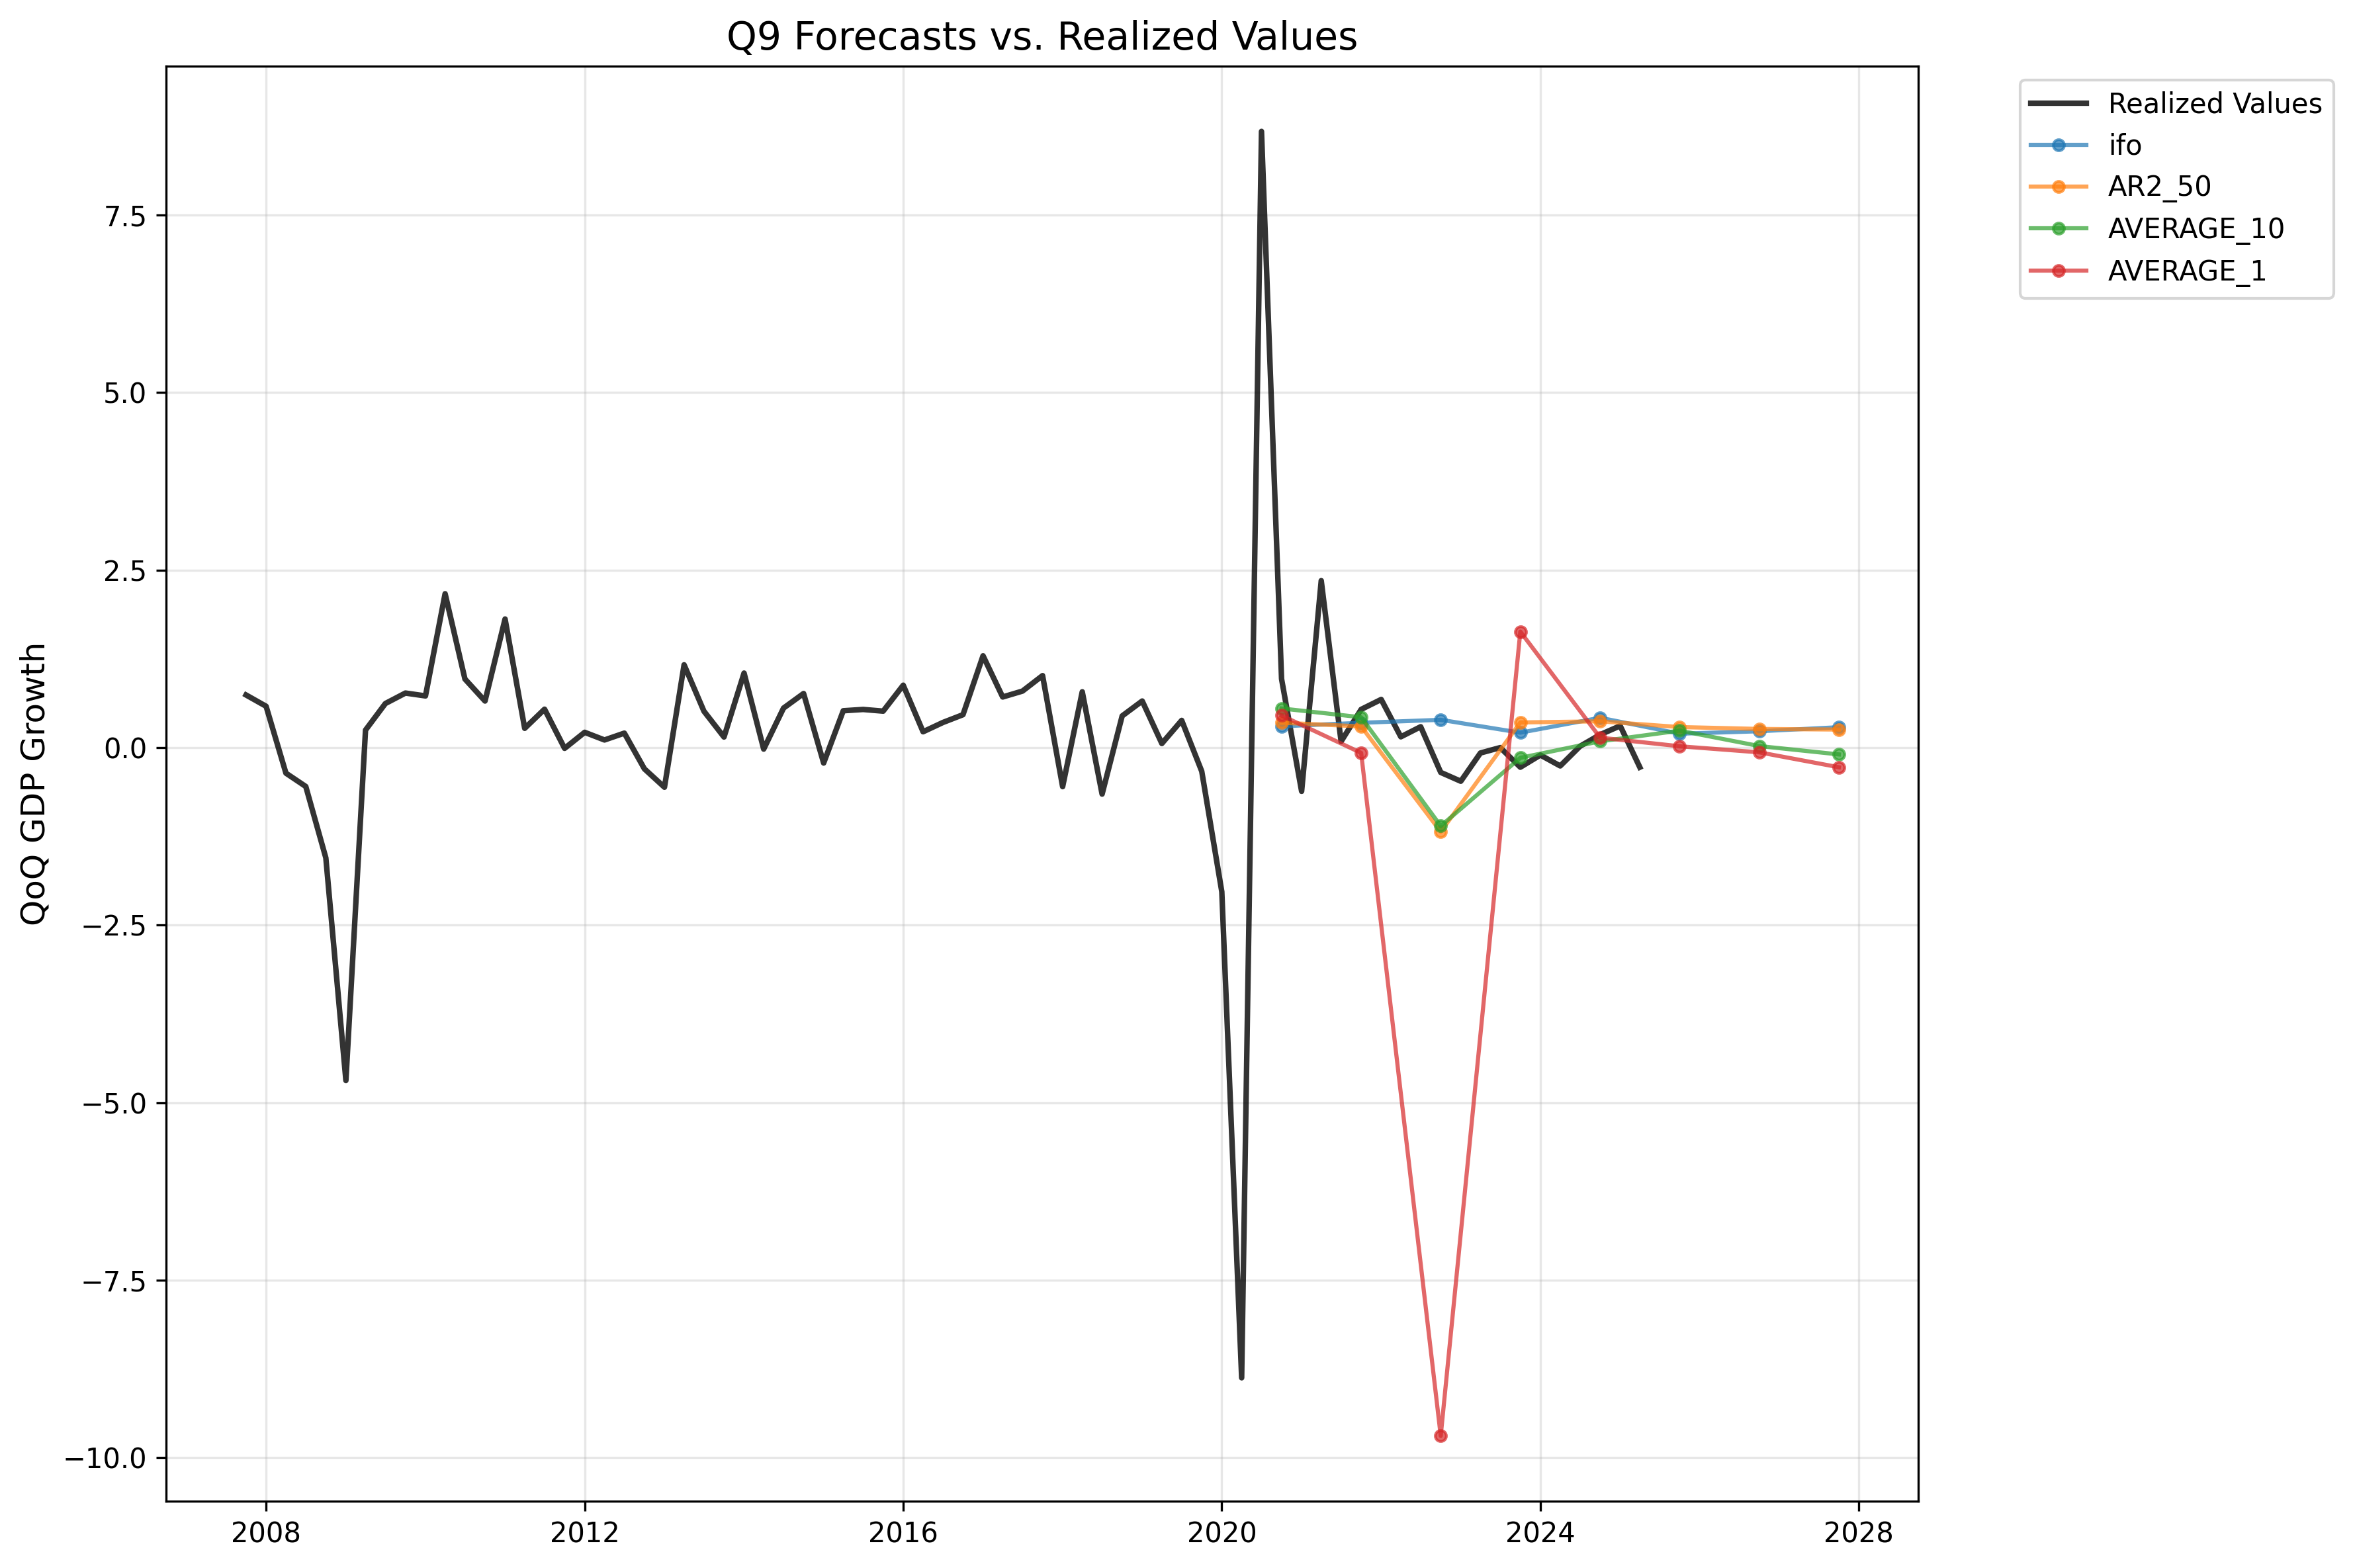 Q9 Forecasts vs. Realized Values
Realized Values
ifo
AR2_50
AVERAGE_10
AVERAGE_1
QoQ GDP Growth
7.5
5.0
2.5
0.0
−2.5
−5.0
−7.5
−10.0
2008 2012 2016 2020 2024 2028